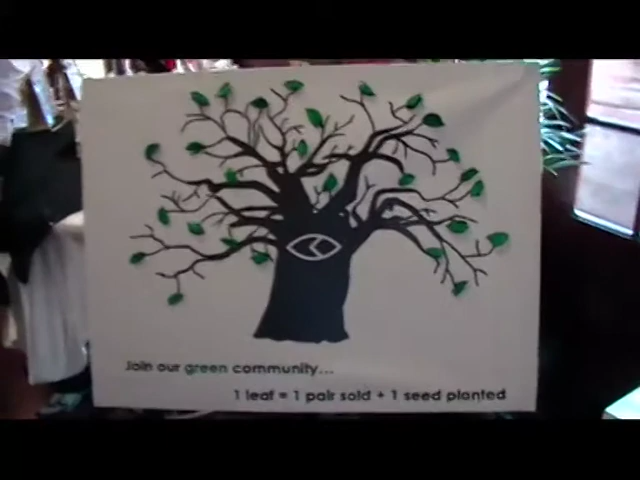 Join our green community...
1 leaf = 1 pair sold + 1 seed planted